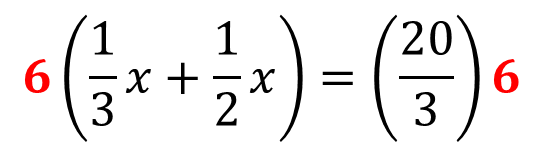 6(1/3 x + 1/2 x) = (20/3)6